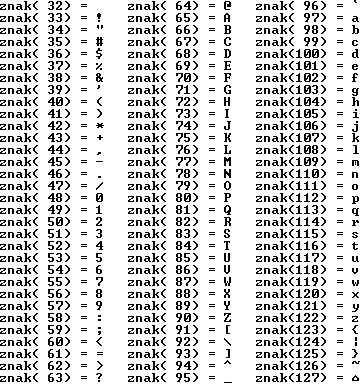 znak( 32) =     znak( 64) = @   znak( 96) = `
znak( 33) = !   znak( 65) = A   znak( 97) = a
znak( 34) = "   znak( 66) = B   znak( 98) = b
znak( 35) = #   znak( 67) = C   znak( 99) = c
znak( 36) = $   znak( 68) = D   znak(100) = d
znak( 37) = %   znak( 69) = E   znak(101) = e
znak( 38) = &   znak( 70) = F   znak(102) = f
znak( 39) = '   znak( 71) = G   znak(103) = g
znak( 40) = (   znak( 72) = H   znak(104) = h
znak( 41) = )   znak( 73) = I   znak(105) = i
znak( 42) = *   znak( 74) = J   znak(106) = j
znak( 43) = +   znak( 75) = K   znak(107) = k
znak( 44) = ,   znak( 76) = L   znak(108) = l
znak( 45) = -   znak( 77) = M   znak(109) = m
znak( 46) = .   znak( 78) = N   znak(110) = n
znak( 47) = /   znak( 79) = O   znak(111) = o
znak( 48) = 0   znak( 80) = P   znak(112) = p
znak( 49) = 1   znak( 81) = Q   znak(113) = q
znak( 50) = 2   znak( 82) = R   znak(114) = r
znak( 51) = 3   znak( 83) = S   znak(115) = s
znak( 52) = 4   znak( 84) = T   znak(116) = t
znak( 53) = 5   znak( 85) = U   znak(117) = u
znak( 54) = 6   znak( 86) = V   znak(118) = v
znak( 55) = 7   znak( 87) = W   znak(119) = w
znak( 56) = 8   znak( 88) = X   znak(120) = x
znak( 57) = 9   znak( 89) = Y   znak(121) = y
znak( 58) = :   znak( 90) = Z   znak(122) = z
znak( 59) = ;   znak( 91) = [   znak(123) = {
znak( 60) = <   znak( 92) = \   znak(124) = ¦
znak( 61) = =   znak( 93) = ]   znak(125) = }
znak( 62) = >   znak( 94) = ^   znak(126) = ~
znak( 63) = ?   znak( 95) = _   znak(127) = ⌂